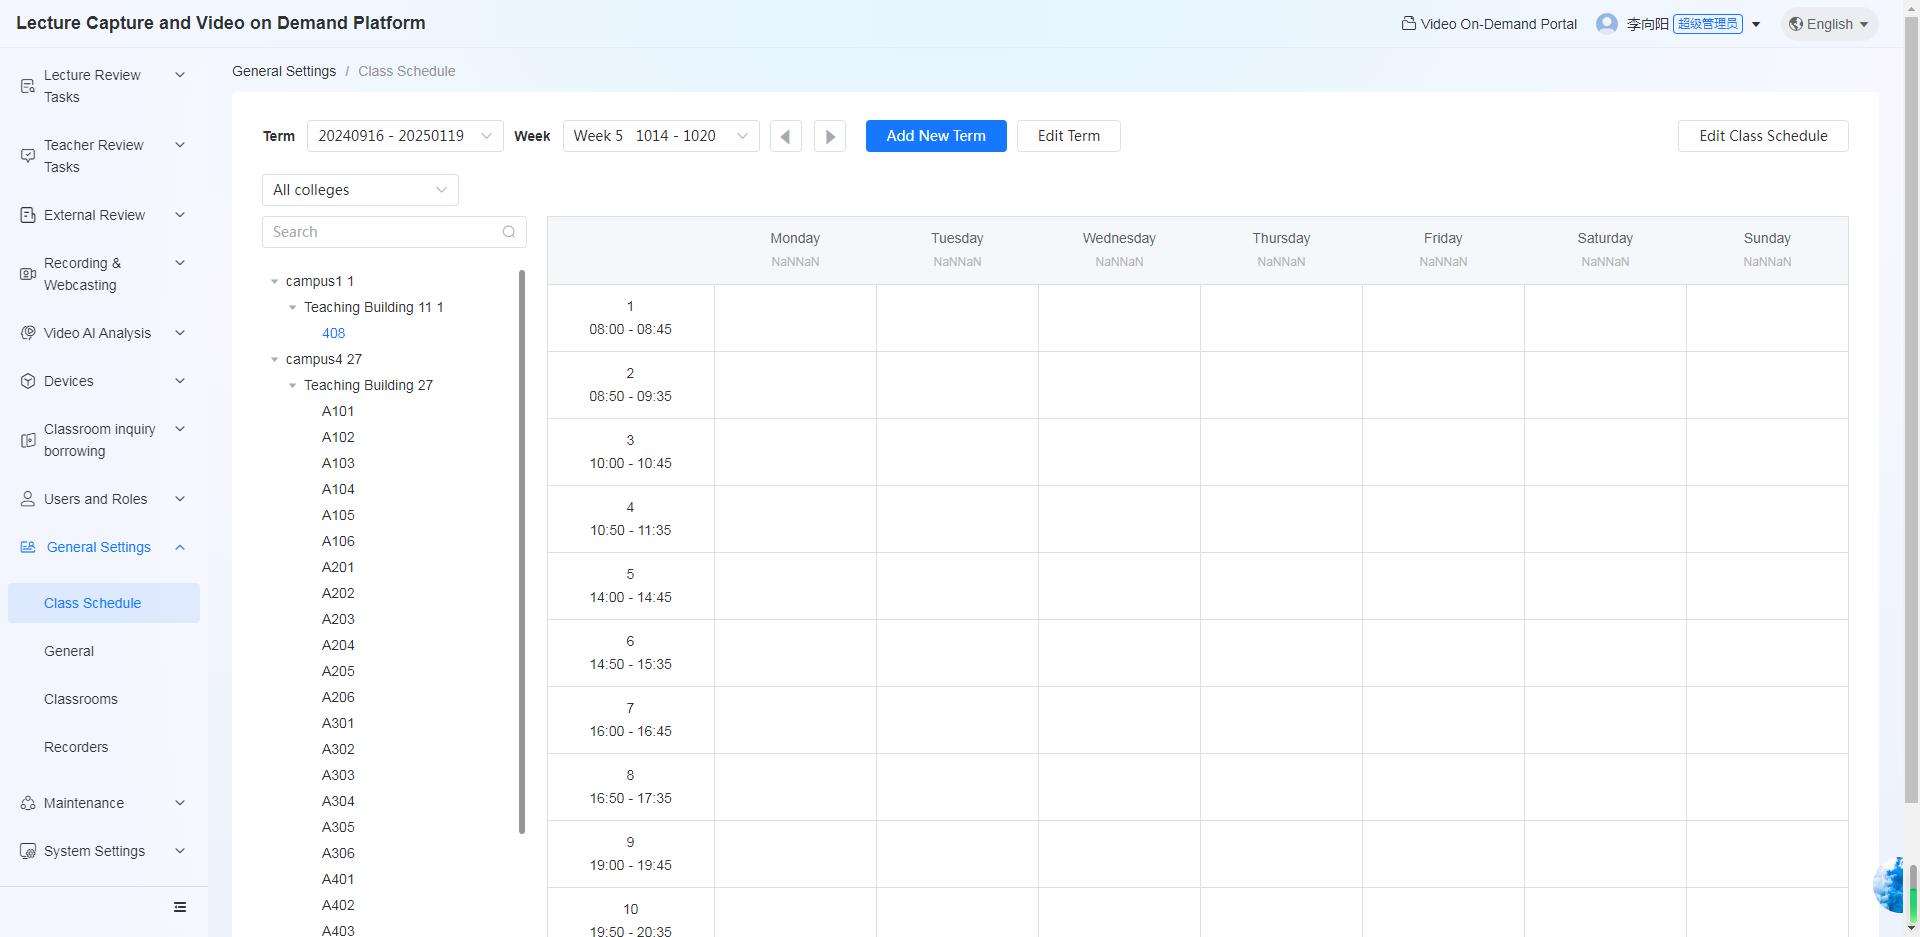 Lecture Capture and Video on Demand Platform
Video On-Demand Portal
李向阳 超级管理员
English
Lecture Review
Tasks
Teacher Review
Tasks
External Review
Recording &
Webcasting
Video AI Analysis
Devices
Classroom inquiry
borrowing
Users and Roles
General Settings
Class Schedule
General
Classrooms
Recorders
Maintenance
System Settings
General Settings / Class Schedule
Term 20240916 - 20250119 Week Week 5 1014 - 1020 Add New Term Edit Term Edit Class Schedule
All colleges
Search
campus1 1
Teaching Building 11 1
408
campus4 27
Teaching Building 27
A101
A102
A103
A104
A105
A106
A201
A202
A203
A204
A205
A206
A301
A302
A303
A304
A305
A306
A401
A402
A403
Monday Tuesday Wednesday Thursday Friday Saturday Sunday
NaNNaN NaNNaN NaNNaN NaNNaN NaNNaN NaNNaN NaNNaN
1
08:00 - 08:45
2
08:50 - 09:35
3
10:00 - 10:45
4
10:50 - 11:35
5
14:00 - 14:45
6
14:50 - 15:35
7
16:00 - 16:45
8
16:50 - 17:35
9
19:00 - 19:45
10
19:50 - 20:35